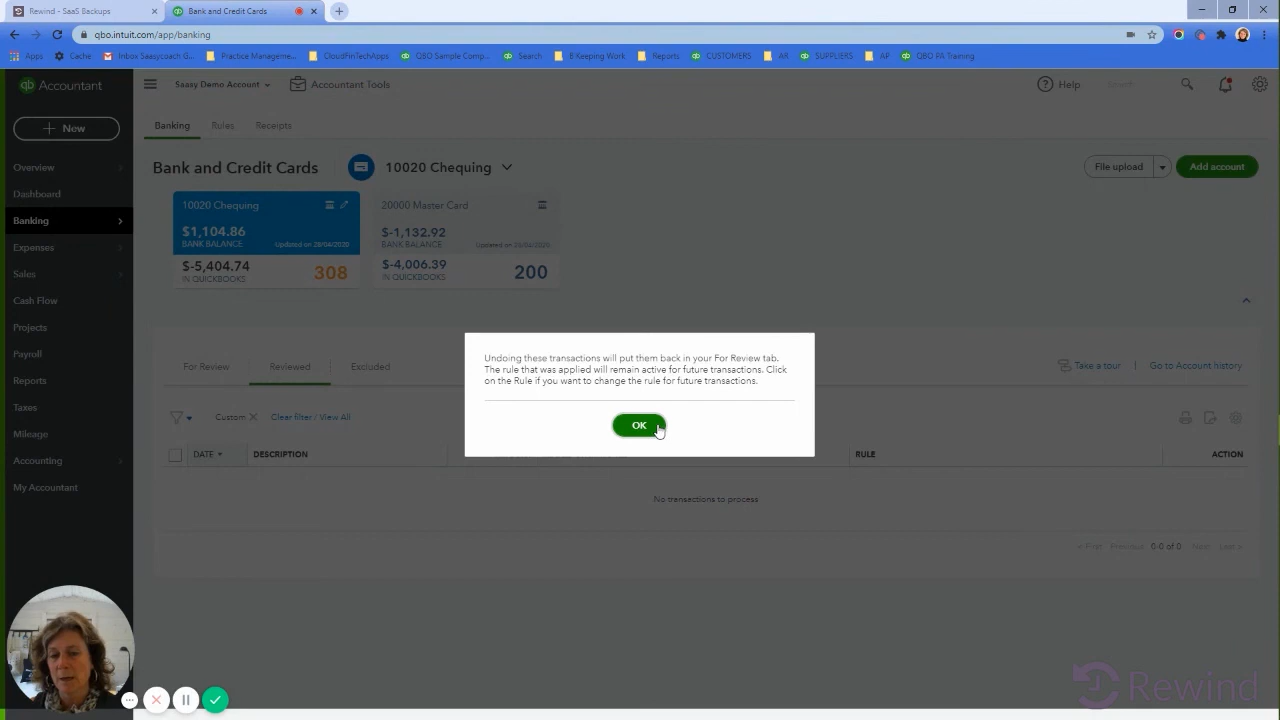 Rewind - SaaS Backups
Bank and Credit Cards
qbo.intuit.com/app/banking
Apps
Cache
Inbox Saasycoach G...
Practice Manageme...
CloudFinTechApps
QBO Sample Comp...
Search
B'Keeping Work
Reports
CUSTOMERS
AR
SUPPLIERS
AP
QBO PA Training
qb Accountant
Saasy Demo Account
Accountant Tools
Help
Search
+ New
Banking
Rules
Receipts
Overview
Dashboard
Banking
Expenses
Sales
Cash Flow
Projects
Payroll
Reports
Taxes
Mileage
Accounting
My Accountant
Bank and Credit Cards
10020 Chequing
File upload
Add account
10020 Chequing
$1,104.86
BANK BALANCE
Updated on 28/04/2020
$-5,404.74
IN QUICKBOOKS
308
20000 Master Card
$-1,132.92
BANK BALANCE
Updated on 28/04/2020
$-4,006.39
IN QUICKBOOKS
200
For Review
Reviewed
Excluded
Take a tour
Go to Account history
Custom
Clear filter / View All
Undoing these transactions will put them back in your For Review tab.
The rule that was applied will remain active for future transactions. Click
on the Rule if you want to change the rule for future transactions.
OK
DATE
DESCRIPTION
RULE
ACTION
No transactions to process
< First Previous 0-0 of 0 Next Last >
Rewind